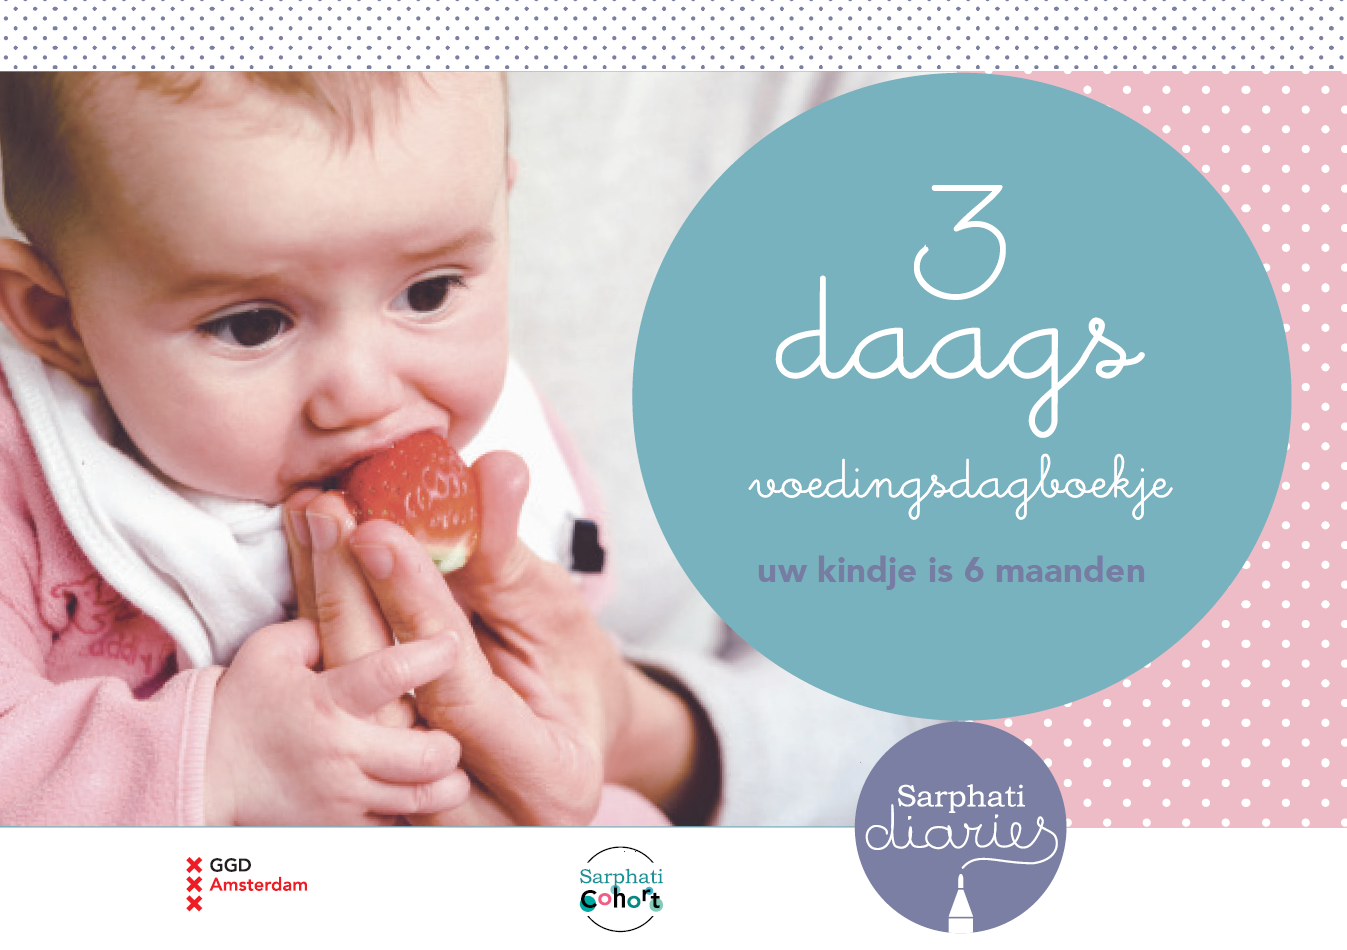 3
daags
voedingsdagboekje
uw kindje is 6 maanden
Sarphati
diaries
GGD
Amsterdam
Sarphati
Cohort